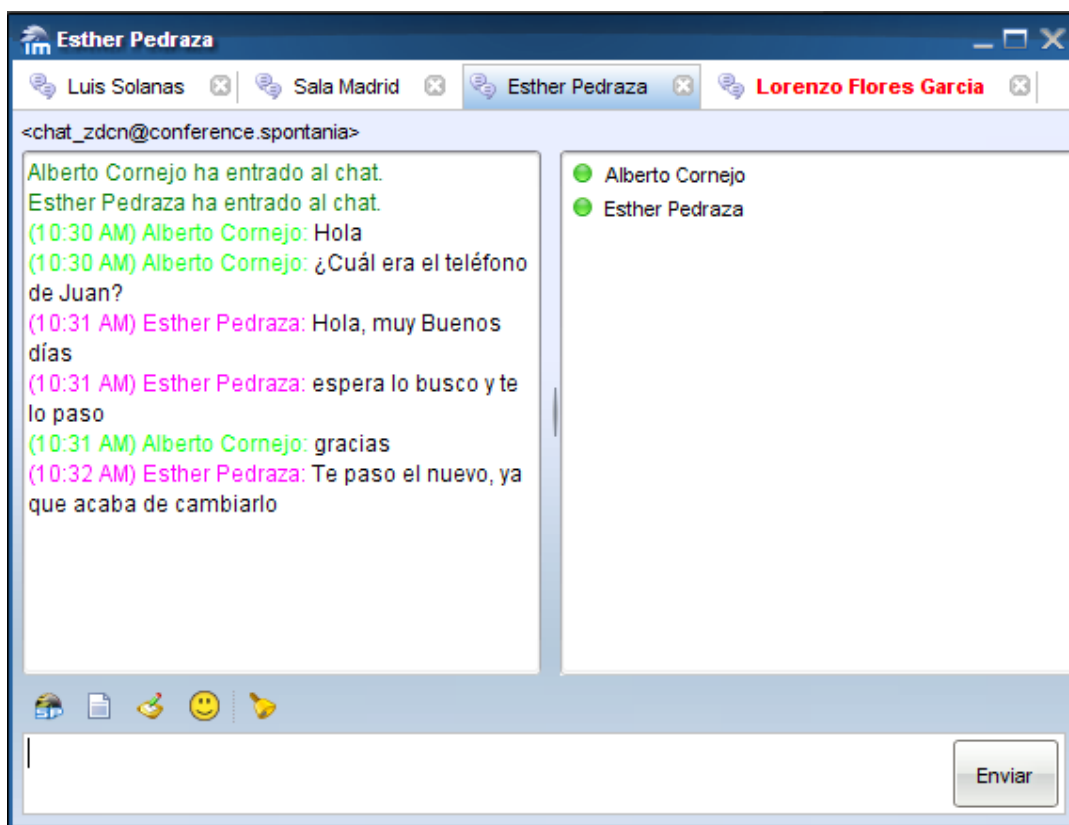 im Esther Pedraza
Luis Solanas Sala Madrid Esther Pedraza Lorenzo Flores Garcia
<chat_zdcn@conference.spontania>
Alberto Cornejo ha entrado al chat.
Esther Pedraza ha entrado al chat.
(10:30 AM) Alberto Cornejo: Hola
(10:30 AM) Alberto Cornejo: ¿Cuál era el teléfono
de Juan?
(10:31 AM) Esther Pedraza: Hola, muy Buenos
días
(10:31 AM) Esther Pedraza: espera lo busco y te
lo paso
(10:31 AM) Alberto Cornejo: gracias
(10:32 AM) Esther Pedraza: Te paso el nuevo, ya
que acaba de cambiarlo
Alberto Cornejo
Esther Pedraza
Enviar